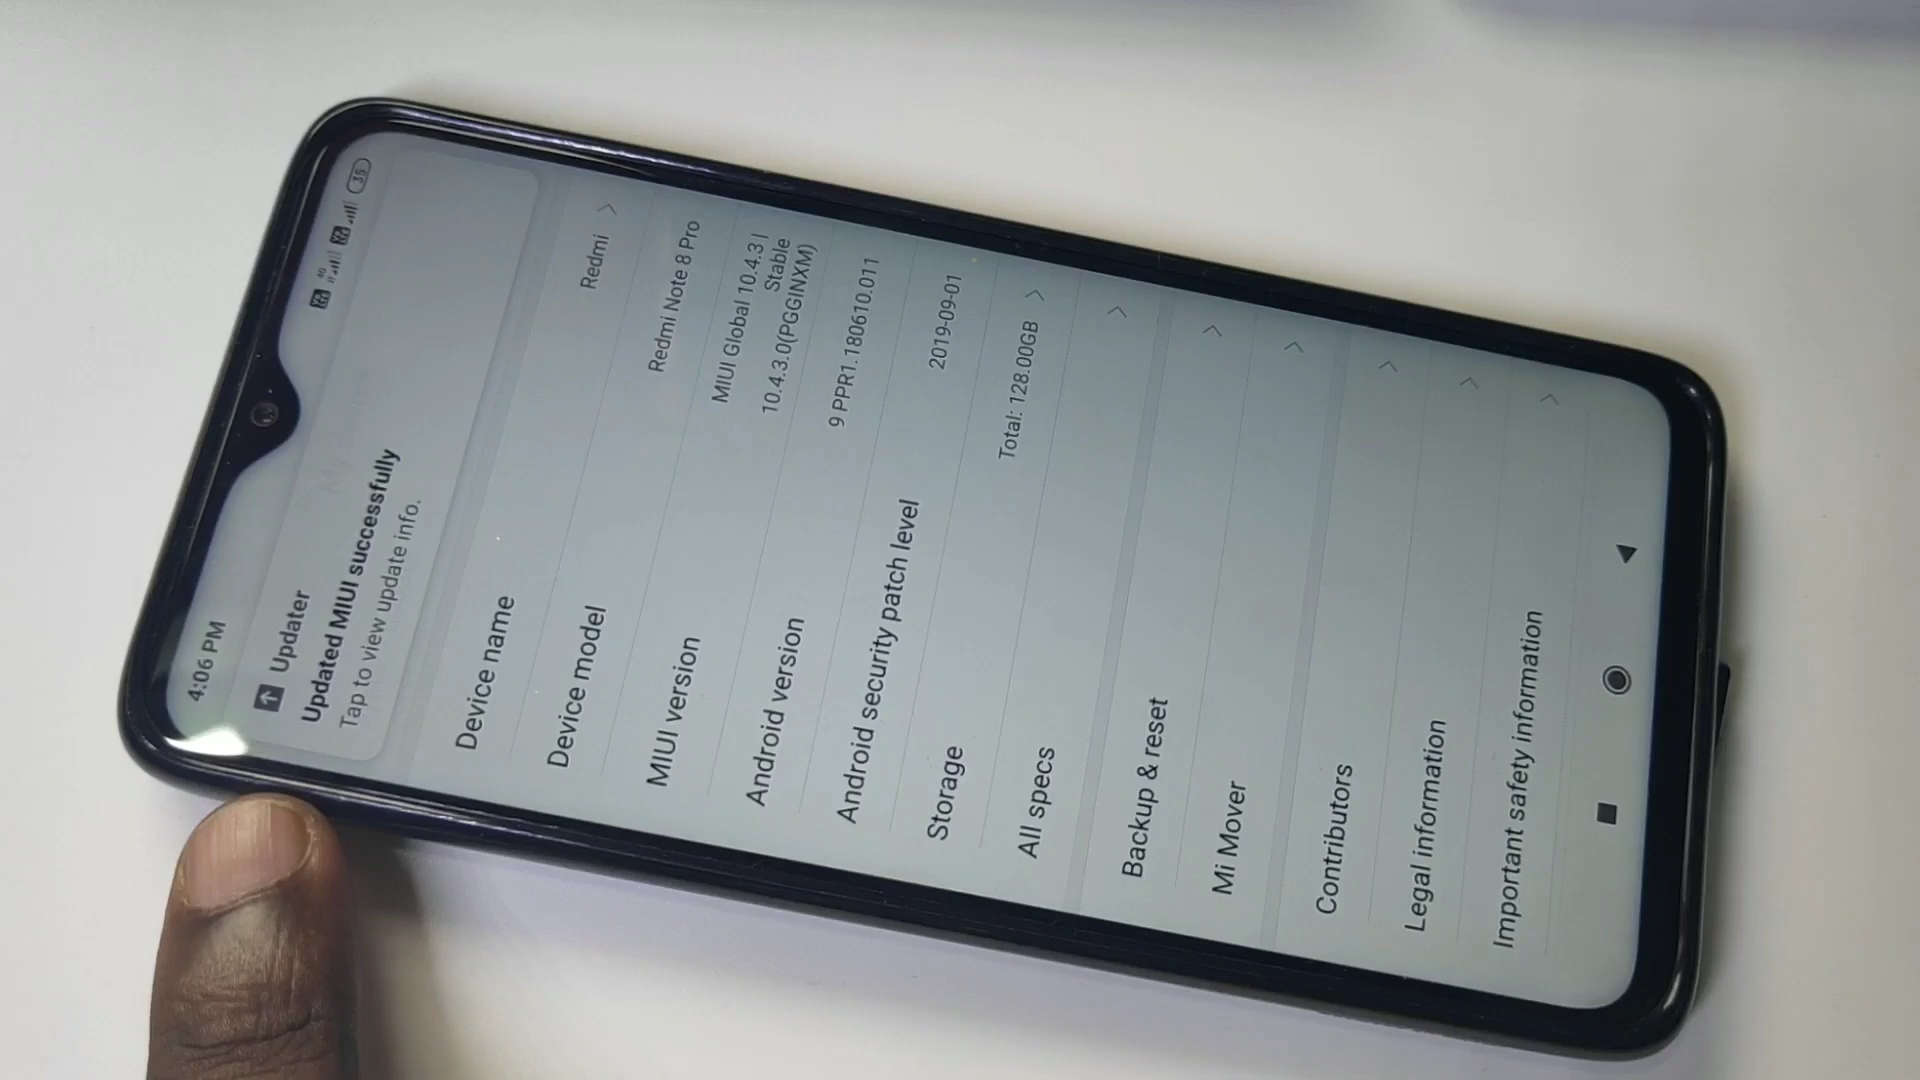 4:06 PM
4G
35
Updater
Updated MIUI successfully
Tap to view update info.
Device name Redmi
Device model Redmi Note 8 Pro
MIUI version MIUI Global 10.4.3 |
Stable
10.4.3.0(PGGINXM)
Android version 9 PPR1.180610.011
Android security patch level 2019-09-01
Storage Total: 128.00GB
All specs
Backup & reset
Mi Mover
Contributors
Legal information
Important safety information